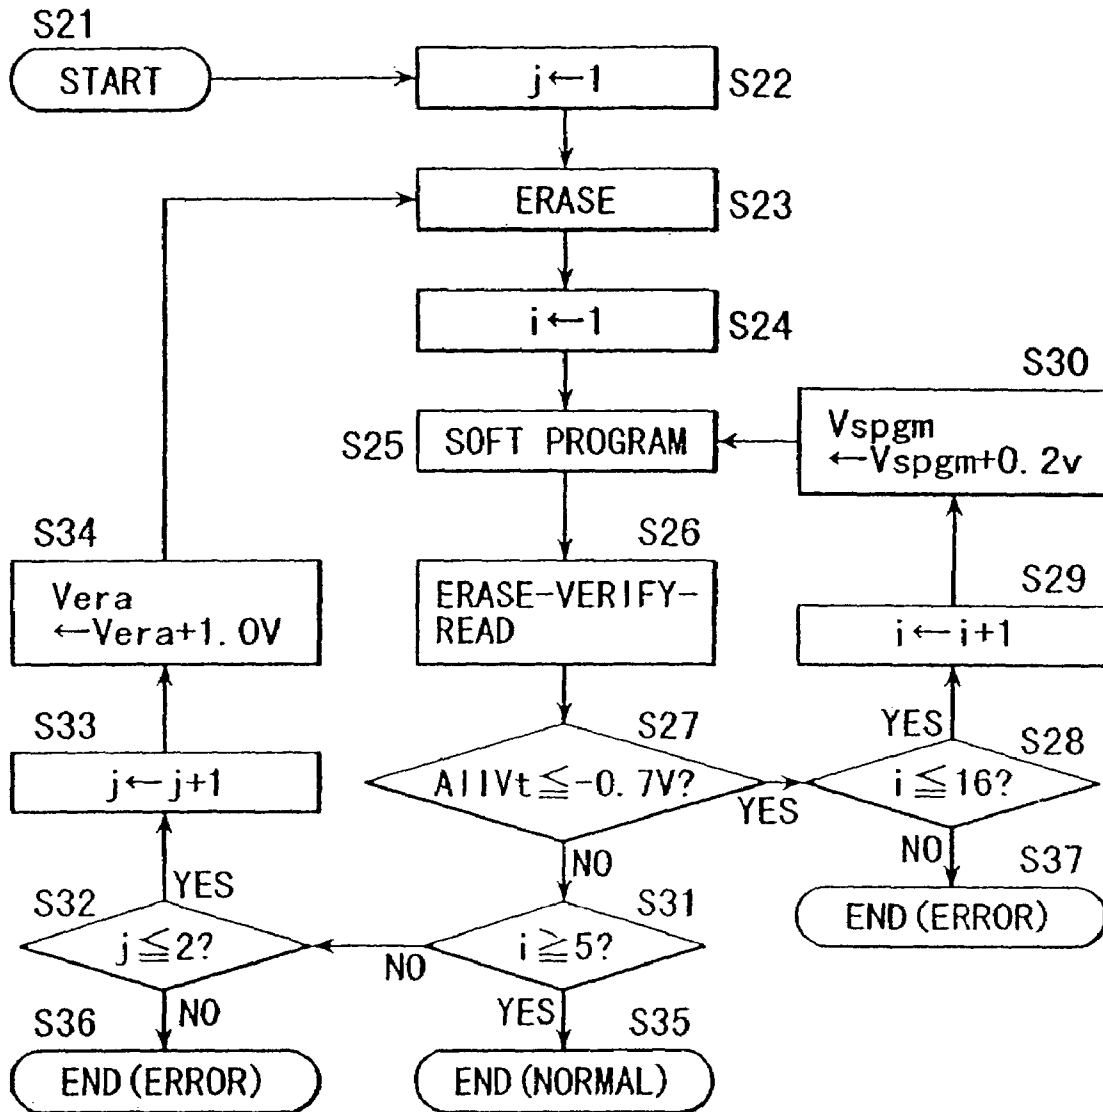 S21
START
j←1
S22
ERASE
S23
i←1
S24
S30
Vspgm
←Vspgm+0.2v
S25
SOFT PROGRAM
S26
S34
Vera
←Vera+1.0V
ERASE-VERIFY-
READ
S29
i←i+1
S33
j←j+1
S27
AllVt≦-0.7V?
YES
YES
S28
i≦16?
NO
S37
END(ERROR)
NO
S31
i≧5?
NO
YES
S32
j≦2?
YES
NO
S36
END(ERROR)
S35
END(NORMAL)